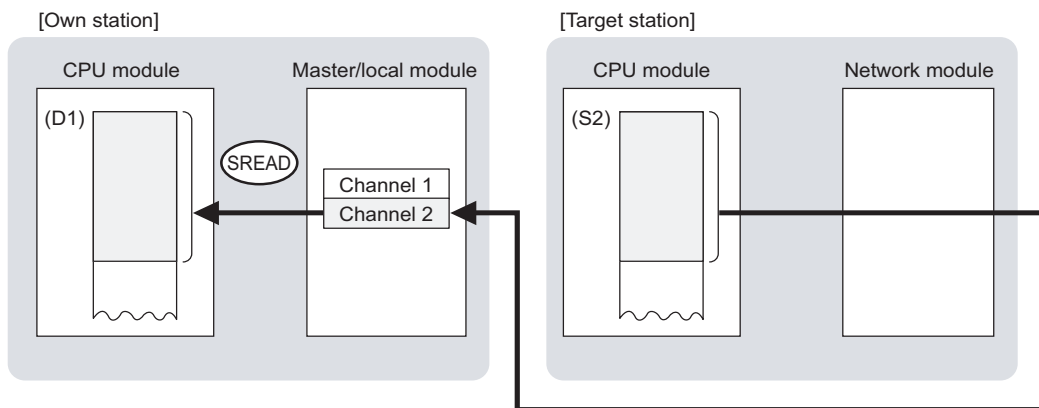 [Own station]
[Target station]
CPU module
Master/local module
CPU module
Network module
(D1)
(S2)
SREAD
Channel 1
Channel 2